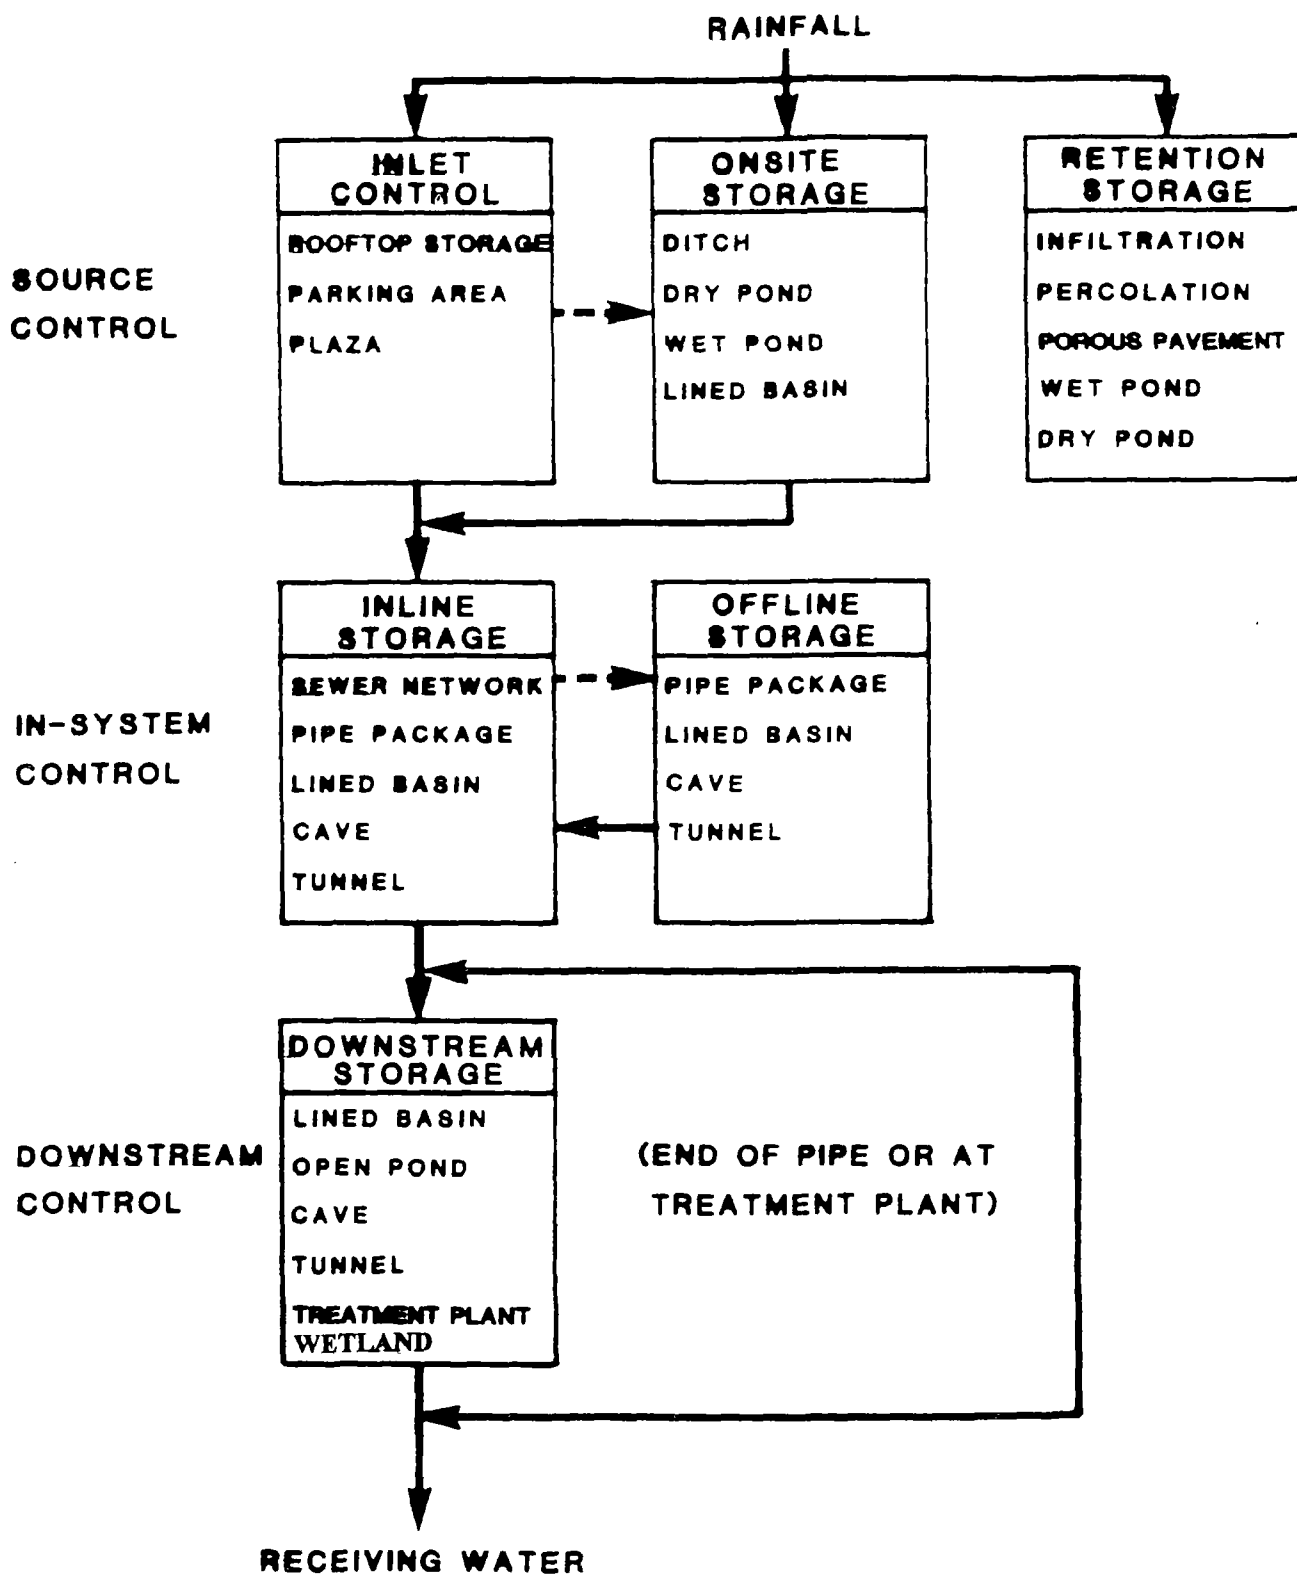 RAINFALL
INLET
CONTROL
ROOFTOP STORAGE
PARKING AREA
PLAZA
ONSITE
STORAGE
DITCH
DRY POND
WET POND
LINED BASIN
RETENTION
STORAGE
INFILTRATION
PERCOLATION
POROUS PAVEMENT
WET POND
DRY POND
SOURCE
CONTROL
INLINE
STORAGE
SEWER NETWORK
PIPE PACKAGE
LINED BASIN
CAVE
TUNNEL
OFFLINE
STORAGE
PIPE PACKAGE
LINED BASIN
CAVE
TUNNEL
IN-SYSTEM
CONTROL
DOWNSTREAM
STORAGE
LINED BASIN
OPEN POND
CAVE
TUNNEL
TREATMENT PLANT
WETLAND
DOWNSTREAM
CONTROL
(END OF PIPE OR AT
TREATMENT PLANT)
RECEIVING WATER